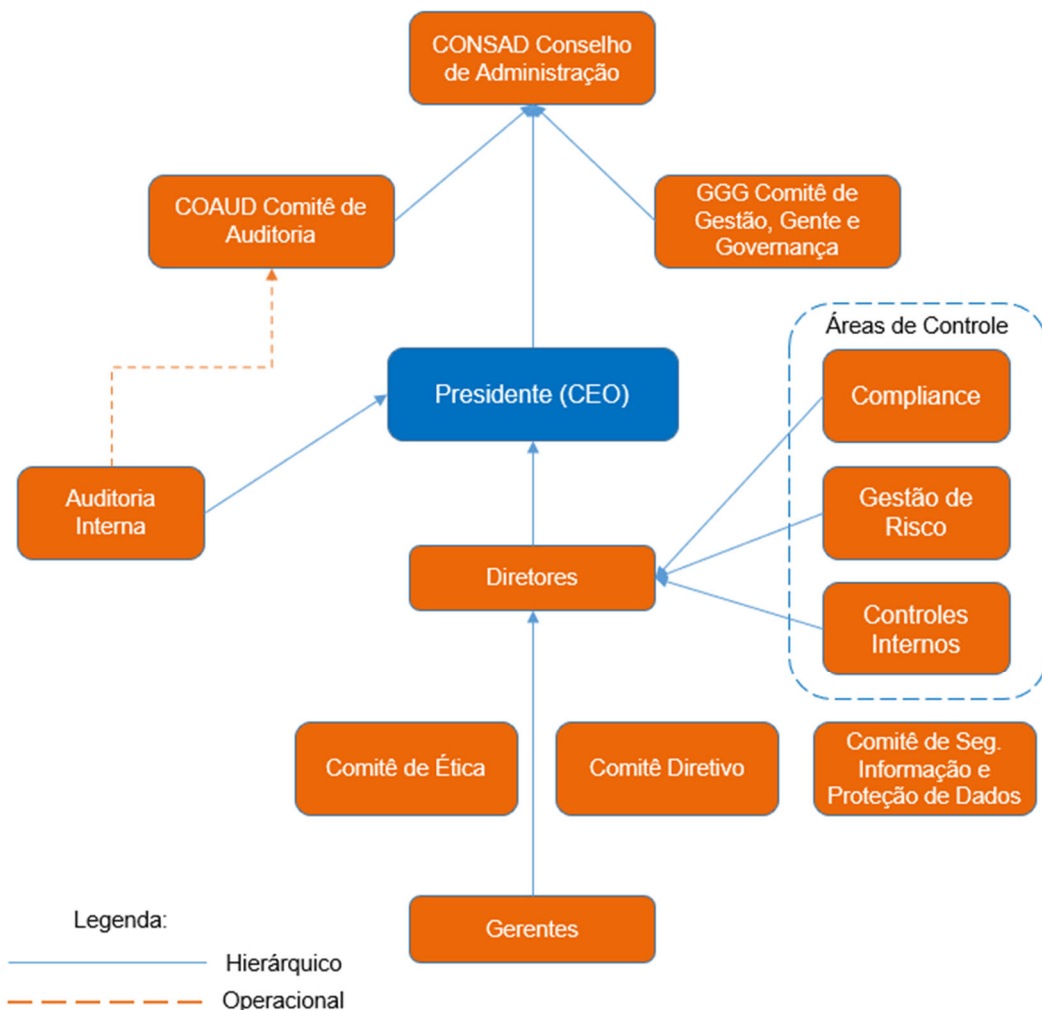 CONSAD Conselho
de Administração
COAUD Comitê de
Auditoria
GGG Comitê de
Gestão, Gente e
Governança
Áreas de Controle
Compliance
Presidente (CEO)
Auditoria
Interna
Gestão de
Risco
Diretores
Controles
Internos
Comitê de Ética
Comitê Diretivo
Comitê de Seg.
Informação e
Proteção de Dados
Gerentes
Legenda:
Hierárquico
Operacional